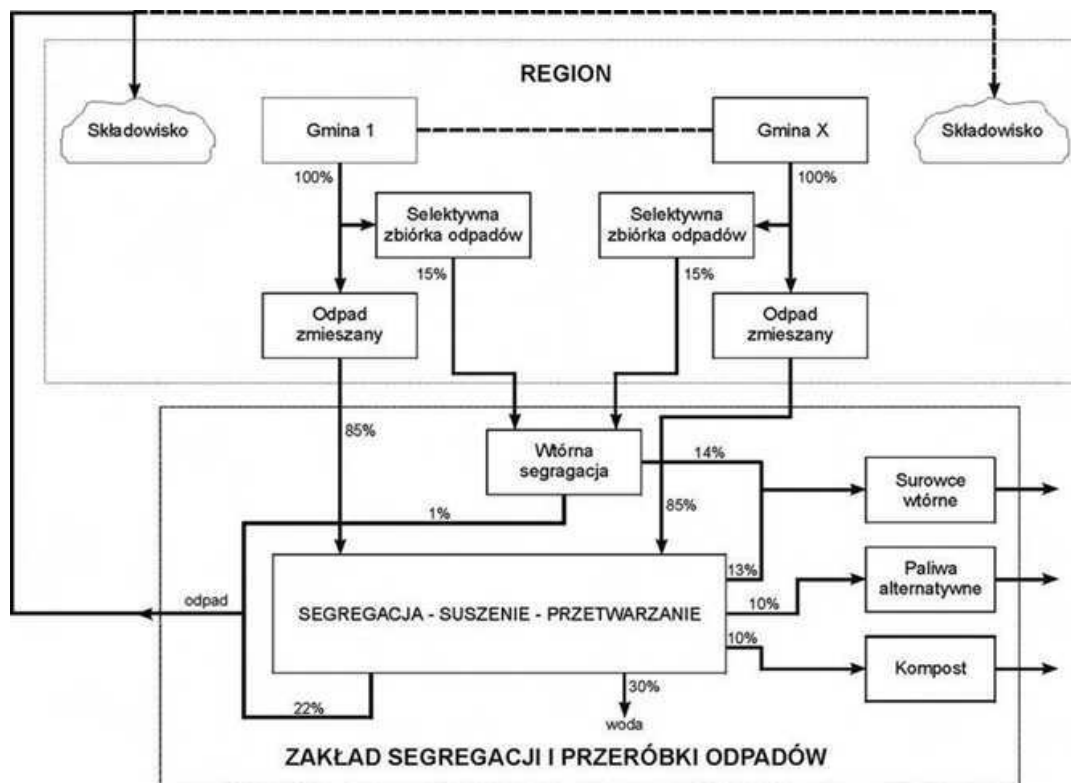 REGION
Składowisko
Gmina 1
Gmina X
Składowisko
100%
100%
Selektywna
zbiórka odpadów
Selektywna
zbiórka odpadów
15%
15%
Odpad
zmieszany
Odpad
zmieszany
85%
Wtórna
segragacja
14%
Surowce
wtórne
1%
85%
13%
Paliwa
alternatywne
odpad
SEGREGACJA - SUSZENIE - PRZETWARZANIE
10%
10%
Kompost
22%
30%
woda
ZAKŁAD SEGREGACJI I PRZERÓBKI ODPADÓW